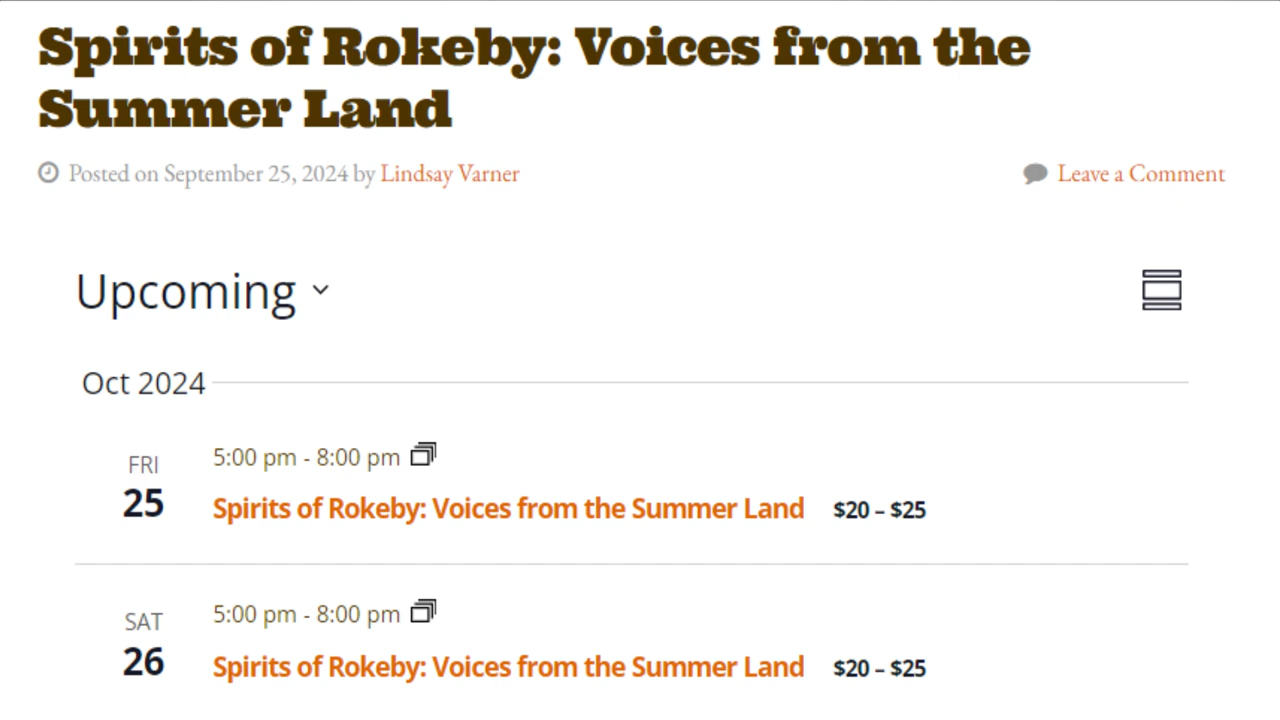 Spirits of Rokeby: Voices from the
Summer Land
Posted on September 25, 2024 by Lindsay Varner
Leave a Comment
Upcoming
Oct 2024
FRI
25
5:00 pm - 8:00 pm
Spirits of Rokeby: Voices from the Summer Land $20 – $25
SAT
26
5:00 pm - 8:00 pm
Spirits of Rokeby: Voices from the Summer Land $20 – $25